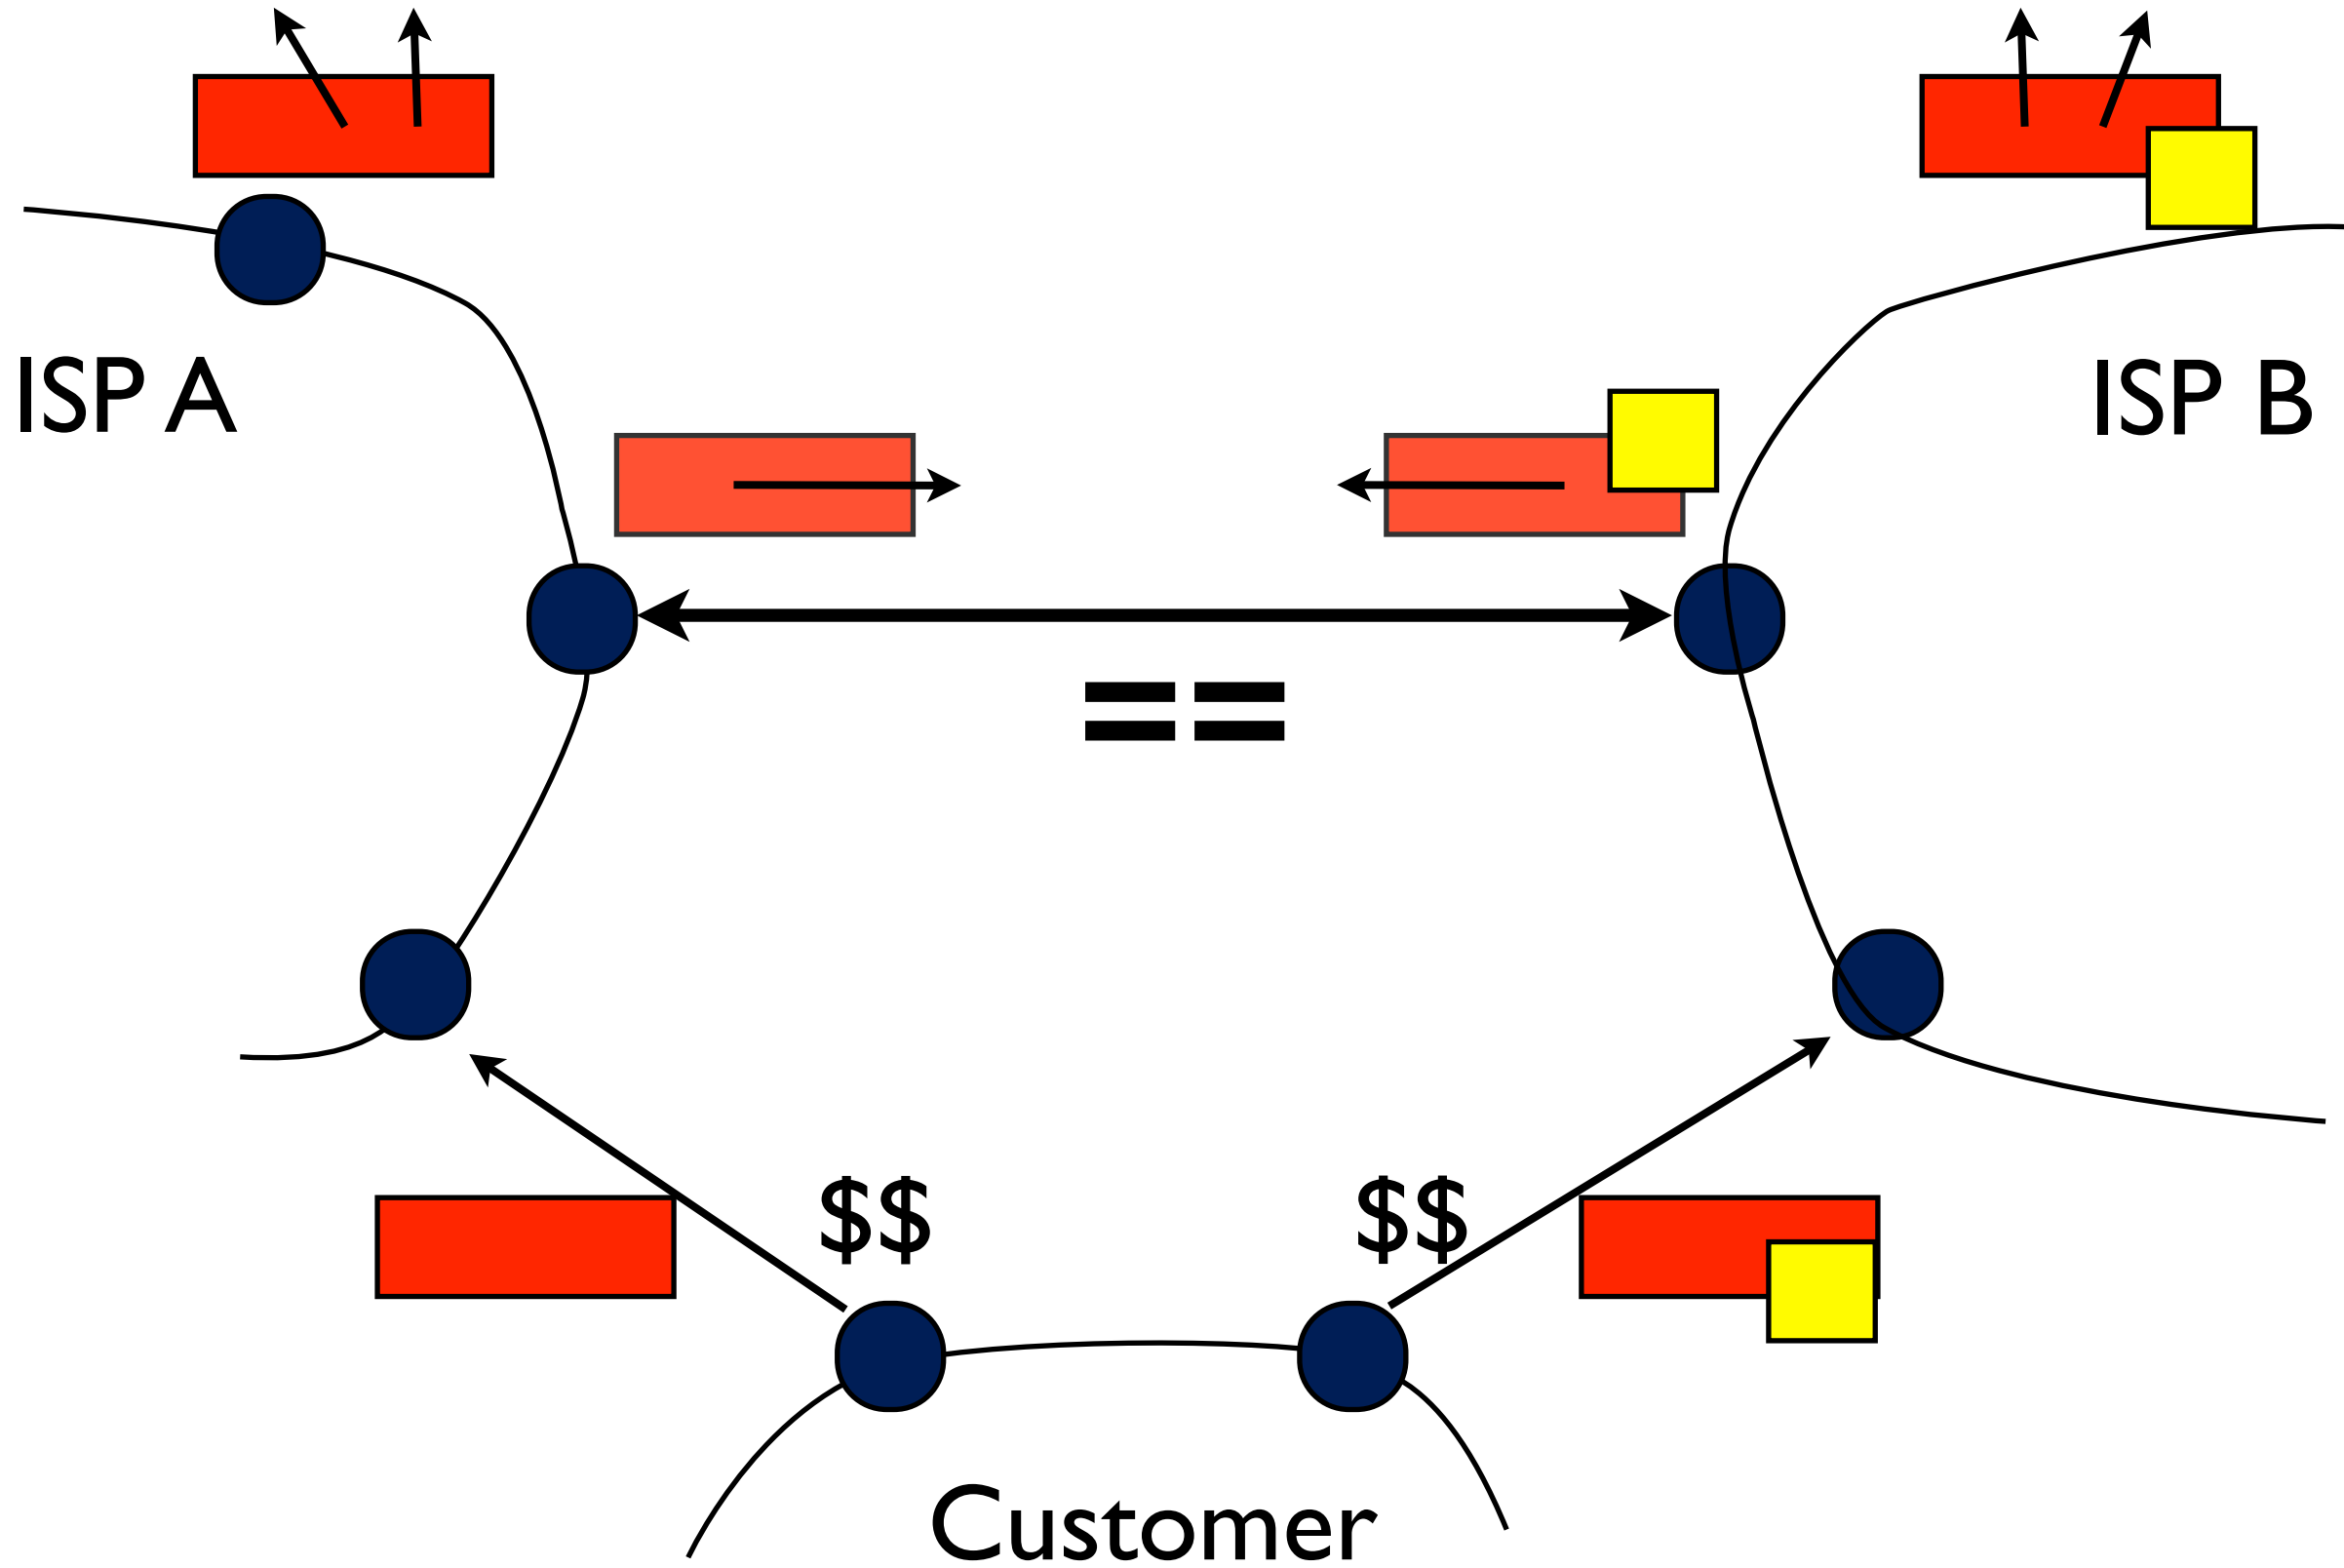 ISP A
ISP B
==
$$
$$
Customer